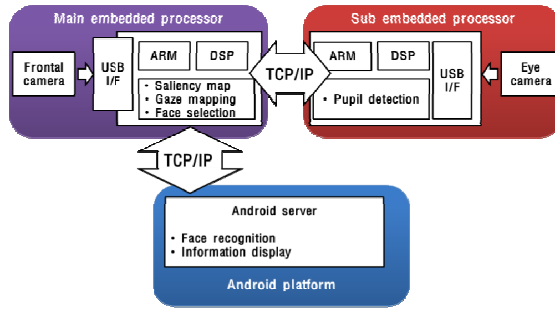 Main embedded processor
Frontal camera
USB I/F
ARM
DSP
• Saliency map
• Gaze mapping
• Face selection
TCP/IP
Sub embedded processor
ARM
DSP
• Pupil detection
USB I/F
Eye camera
TCP/IP
Android server
• Face recognition
• Information display
Android platform